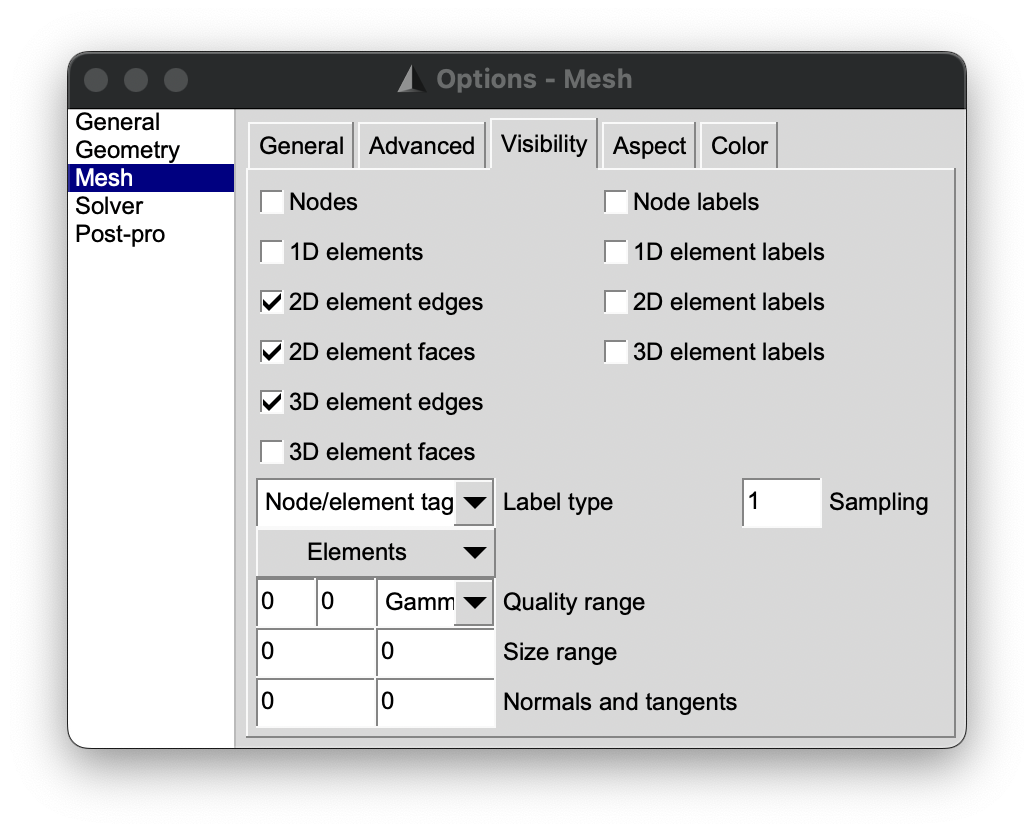 Options - Mesh
General
Geometry
Mesh
Solver
Post-pro
General Advanced Visibility Aspect Color
Nodes Node labels
1D elements 1D element labels
2D element edges 2D element labels
2D element faces 3D element labels
3D element edges
3D element faces
Node/element tag Label type 1 Sampling
Elements
0 0 Gamm Quality range
0 0 Size range
0 0 Normals and tangents